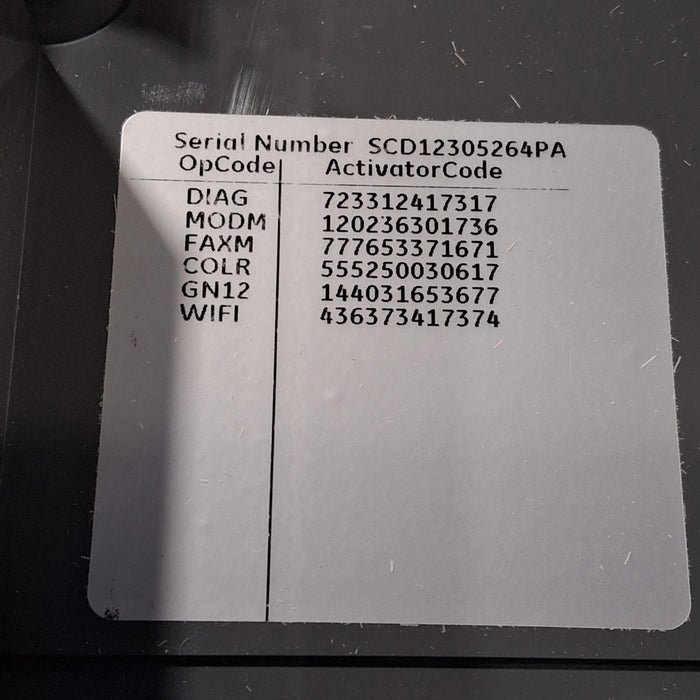 Serial Number SCD12305264PA
OpCode ActivatorCode
DIAG 723312417317
MODM 120236301736
FAXM 777653371671
COLR 555250030617
GN12 144031653677
WIFI 436373417374